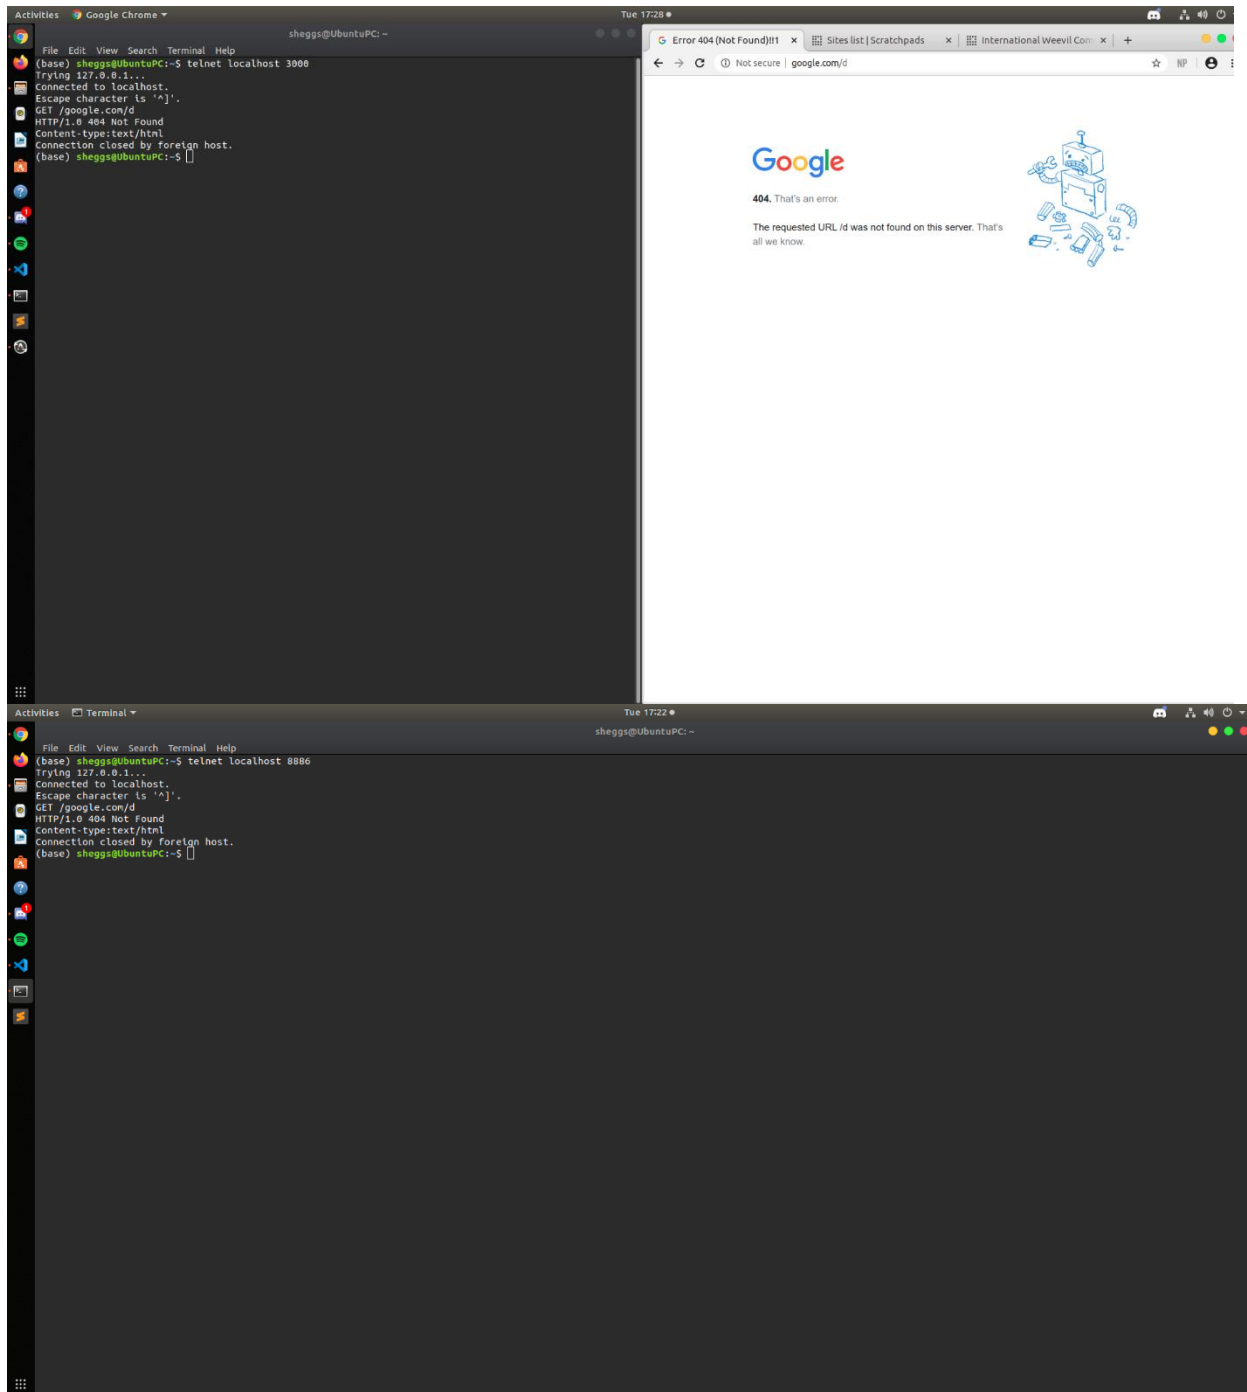 Activities Google Chrome Tue 17:28
sheggs@UbuntuPC: ~
File Edit View Search Terminal Help
(base) sheggs@UbuntuPC:~$ telnet localhost 3000
Trying 127.0.0.1...
Connected to localhost.
Escape character is '^]'.
GET /google.com/d
HTTP/1.0 404 Not Found
Content-type:text/html
Connection closed by foreign host.
(base) sheggs@UbuntuPC:~$
Error 404 (Not Found)!!1 Sites list | Scratchpads International Weevil Com
Not secure | google.com/d NP
Google
404. That's an error.
The requested URL /d was not found on this server. That's
all we know.
Activities Terminal Tue 17:22
sheggs@UbuntuPC: ~
File Edit View Search Terminal Help
(base) sheggs@UbuntuPC:~$ telnet localhost 8886
Trying 127.0.0.1...
Connected to localhost.
Escape character is '^]'.
GET /google.com/d
HTTP/1.0 404 Not Found
Content-type:text/html
Connection closed by foreign host.
(base) sheggs@UbuntuPC:~$